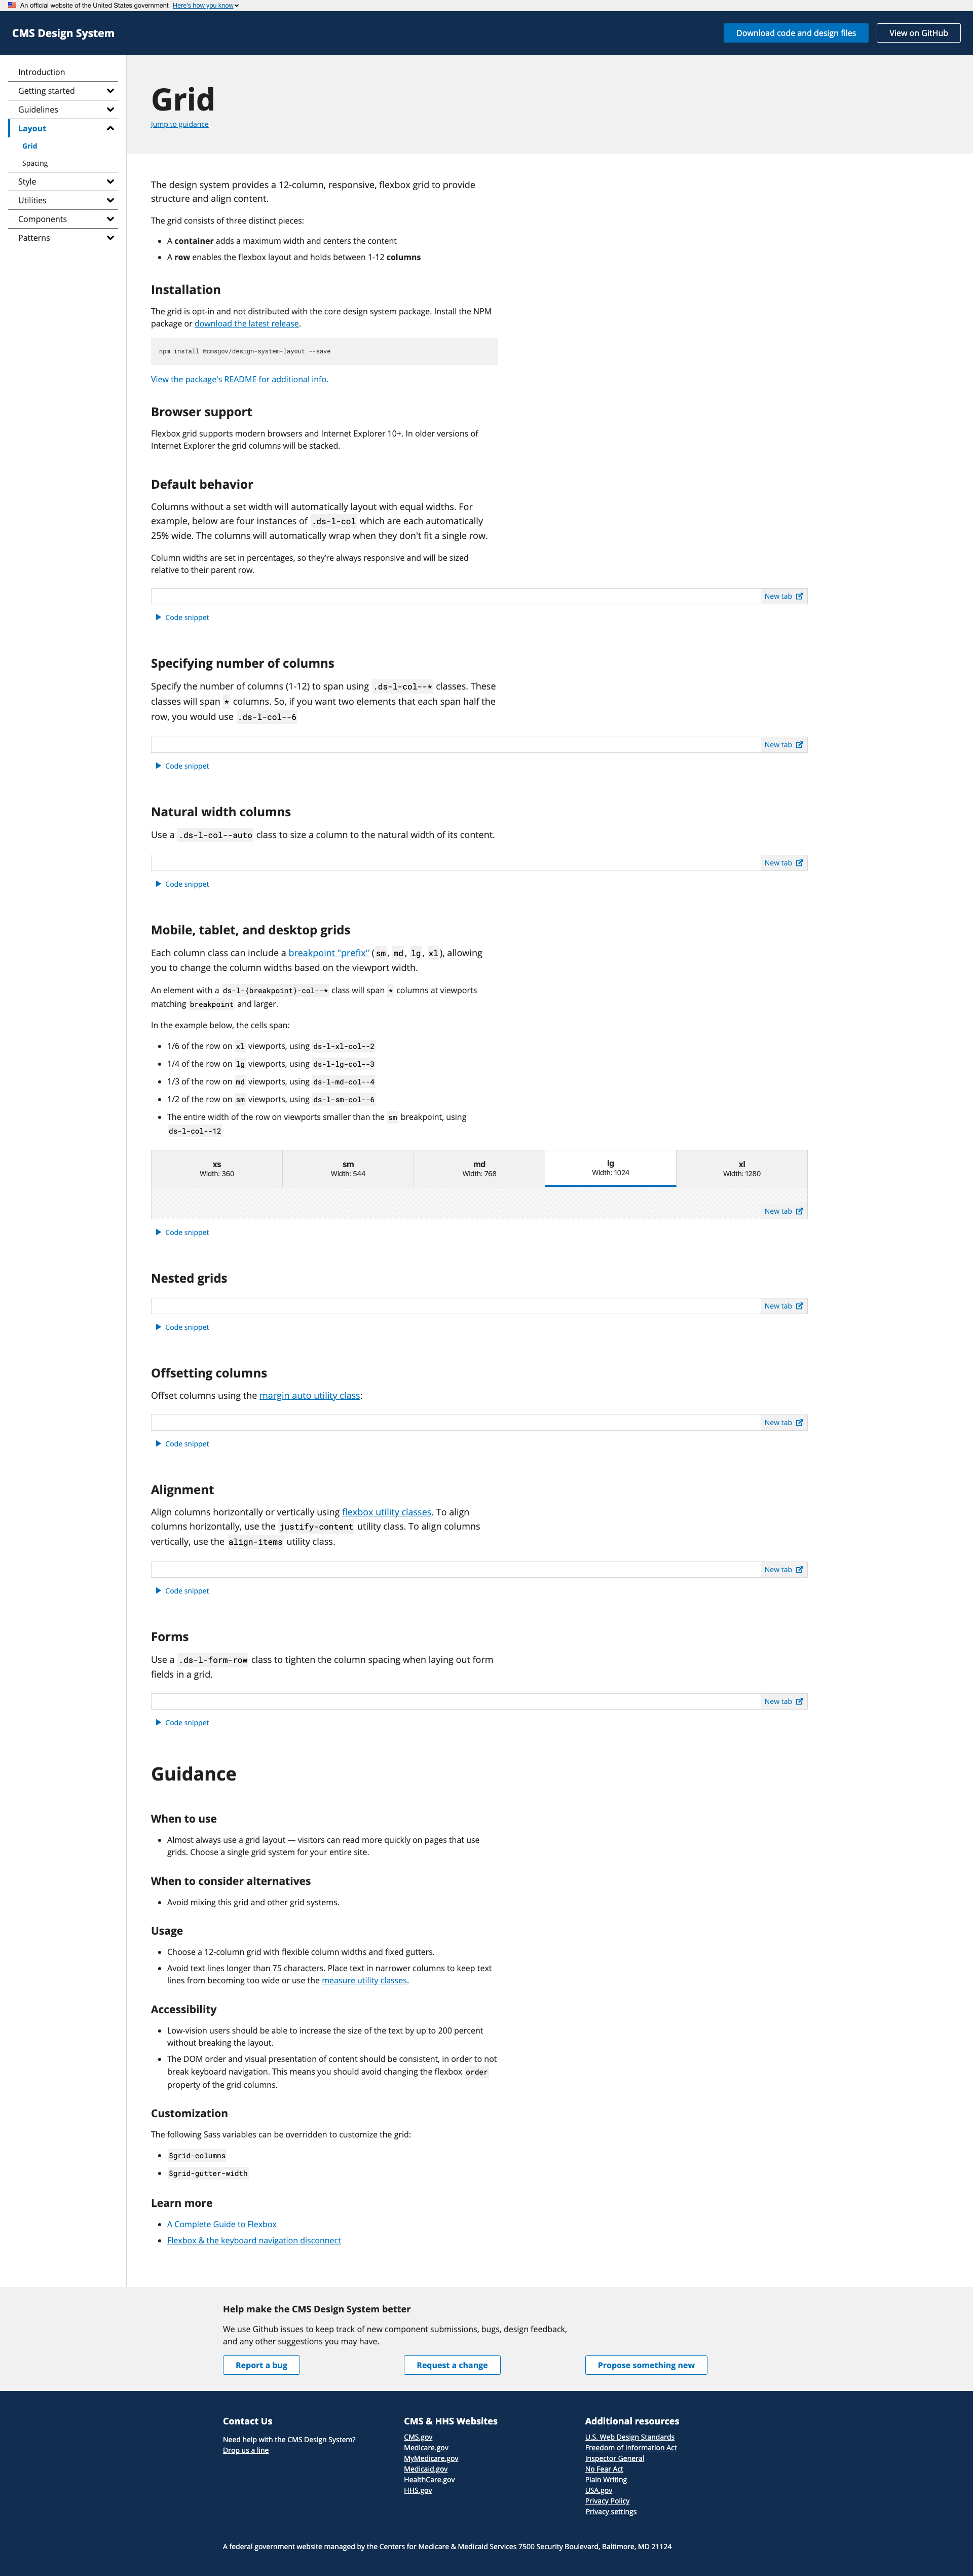 An official website of the United States government Here's how you know
CMS Design System
Download code and design files
View on GitHub
Introduction
Getting started
Guidelines
Layout
Grid
Spacing
Style
Utilities
Components
Patterns
Grid
Jump to guidance
The design system provides a 12-column, responsive, flexbox grid to provide
structure and align content.
The grid consists of three distinct pieces:
• A container adds a maximum width and centers the content
• A row enables the flexbox layout and holds between 1-12 columns
Installation
The grid is opt-in and not distributed with the core design system package. Install the NPM
package or download the latest release.
npm install @cmsgov/design-system-layout --save
View the package's README for additional info.
Browser support
Flexbox grid supports modern browsers and Internet Explorer 10+. In older versions of
Internet Explorer the grid columns will be stacked.
Default behavior
Columns without a set width will automatically layout with equal widths. For
example, below are four instances of .ds-l-col which are each automatically
25% wide. The columns will automatically wrap when they don't fit a single row.
Column widths are set in percentages, so they're always responsive and will be sized
relative to their parent row.
New tab
Code snippet
Specifying number of columns
Specify the number of columns (1-12) to span using .ds-l-col--* classes. These
classes will span * columns. So, if you want two elements that each span half the
row, you would use .ds-l-col--6
New tab
Code snippet
Natural width columns
Use a .ds-l-col--auto class to size a column to the natural width of its content.
New tab
Code snippet
Mobile, tablet, and desktop grids
Each column class can include a breakpoint "prefix" (sm, md, lg, xl), allowing
you to change the column widths based on the viewport width.
An element with a ds-l-{breakpoint}-col--* class will span * columns at viewports
matching breakpoint and larger.
In the example below, the cells span:
• 1/6 of the row on xl viewports, using ds-l-xl-col--2
• 1/4 of the row on lg viewports, using ds-l-lg-col--3
• 1/3 of the row on md viewports, using ds-l-md-col--4
• 1/2 of the row on sm viewports, using ds-l-sm-col--6
• The entire width of the row on viewports smaller than the sm breakpoint, using
ds-l-col--12
xs
Width: 360
sm
Width: 544
md
Width: 768
lg
Width: 1024
xl
Width: 1280
New tab
Code snippet
Nested grids
New tab
Code snippet
Offsetting columns
Offset columns using the margin auto utility class:
New tab
Code snippet
Alignment
Align columns horizontally or vertically using flexbox utility classes. To align
columns horizontally, use the justify-content utility class. To align columns
vertically, use the align-items utility class.
New tab
Code snippet
Forms
Use a .ds-l-form-row class to tighten the column spacing when laying out form
fields in a grid.
New tab
Code snippet
Guidance
When to use
• Almost always use a grid layout — visitors can read more quickly on pages that use
grids. Choose a single grid system for your entire site.
When to consider alternatives
• Avoid mixing this grid and other grid systems.
Usage
• Choose a 12-column grid with flexible column widths and fixed gutters.
• Avoid text lines longer than 75 characters. Place text in narrower columns to keep text
lines from becoming too wide or use the measure utility classes.
Accessibility
• Low-vision users should be able to increase the size of the text by up to 200 percent
without breaking the layout.
• The DOM order and visual presentation of content should be consistent, in order to not
break keyboard navigation. This means you should avoid changing the flexbox order
property of the grid columns.
Customization
The following Sass variables can be overridden to customize the grid:
• $grid-columns
• $grid-gutter-width
Learn more
• A Complete Guide to Flexbox
• Flexbox & the keyboard navigation disconnect
Help make the CMS Design System better
We use Github issues to keep track of new component submissions, bugs, design feedback,
and any other suggestions you may have.
Report a bug
Request a change
Propose something new
Contact Us
Need help with the CMS Design System?
Drop us a line
CMS & HHS Websites
CMS.gov
Medicare.gov
MyMedicare.gov
Medicaid.gov
HealthCare.gov
HHS.gov
Additional resources
U.S. Web Design Standards
Freedom of Information Act
Inspector General
No Fear Act
Plain Writing
USA.gov
Privacy Policy
Privacy settings
A federal government website managed by the Centers for Medicare & Medicaid Services 7500 Security Boulevard, Baltimore, MD 21124